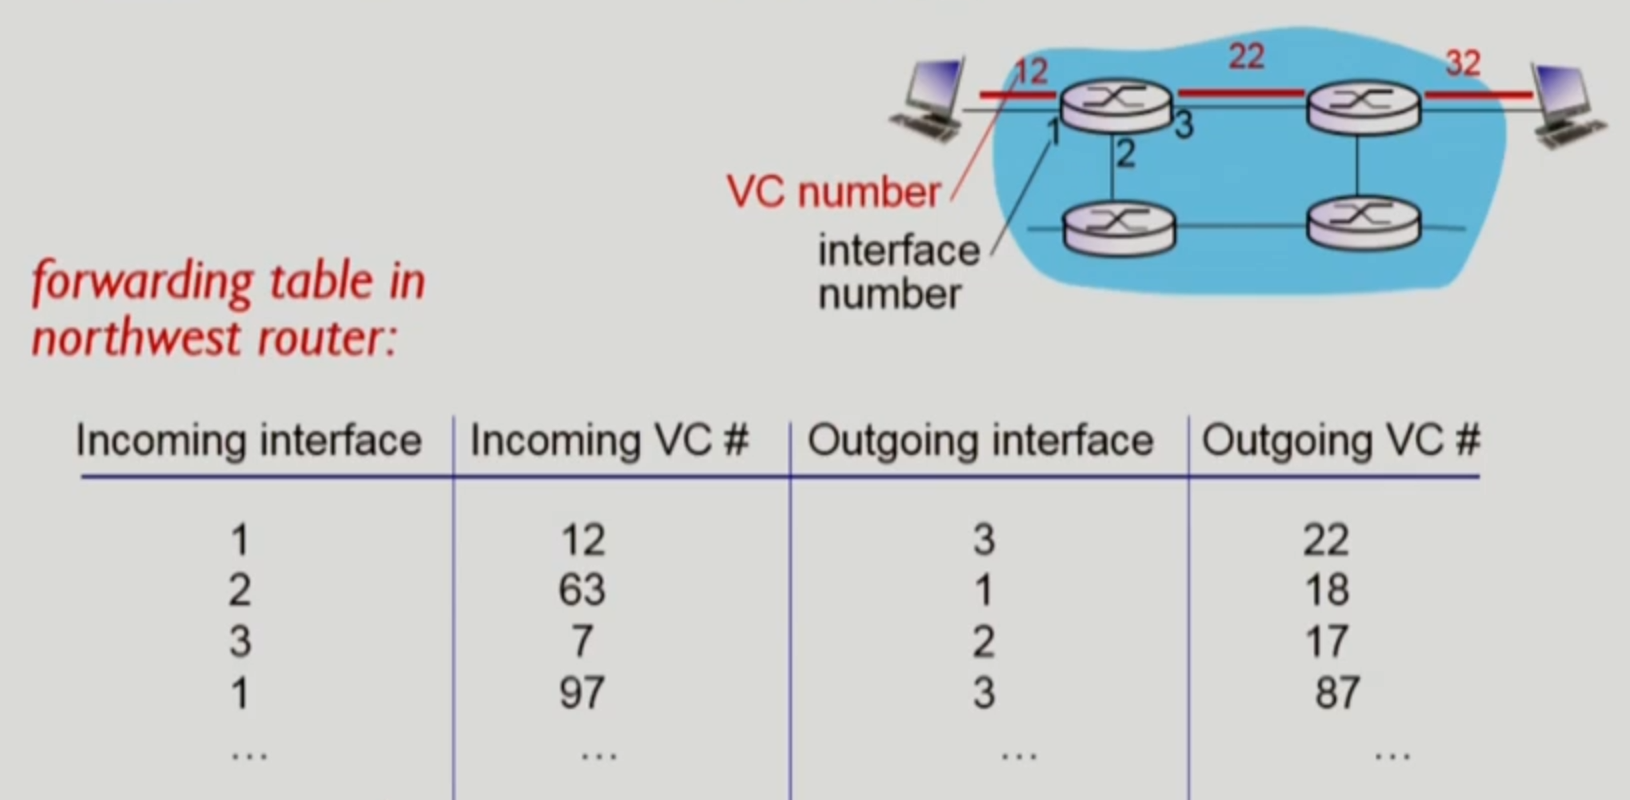 12
22
32
1
3
2
VC number
interface
number
forwarding table in
northwest router:
Incoming interface Incoming VC # Outgoing interface Outgoing VC #
1 12 3 22
2 63 1 18
3 7 2 17
1 97 3 87
... ... ... ...